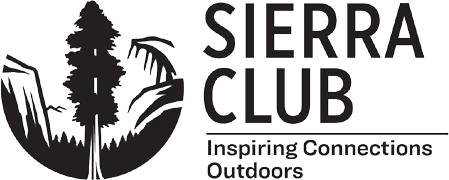 SIERRA
CLUB
Inspiring Connections
Outdoors